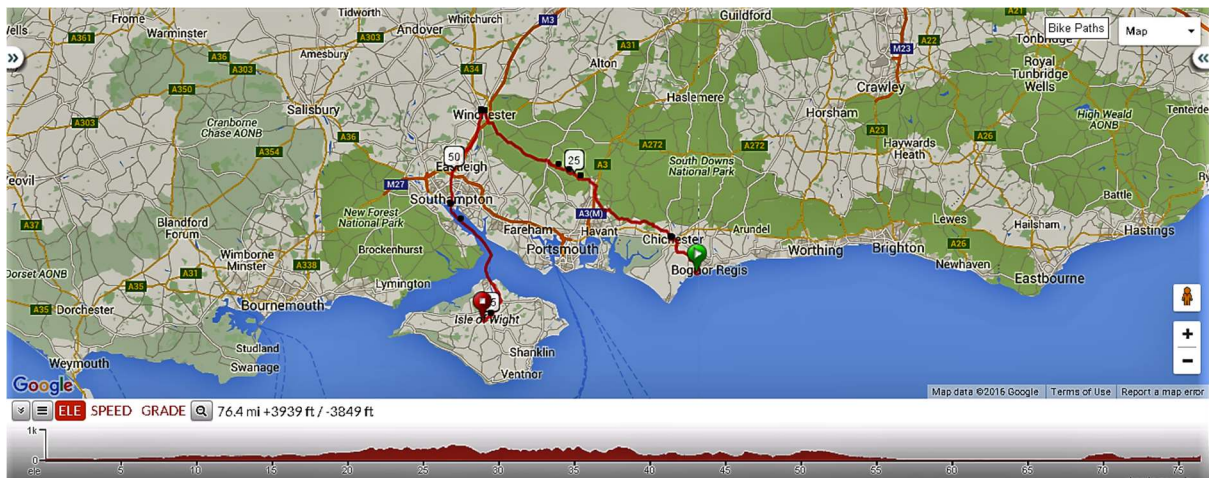 Frome
Tidworth
Whitchurch
M3
Guildford
A21
Bike Paths
Map
A361
Warminster
A36
A303
Andover
A31
A22
Tonbridge
A303
Amesbury
A34
Alton
M23
Royal
Tunbridge
Wells
A350
Salisbury
Winchester
Haslemere
Horsham
Crawley
High Weald
AONB
Tenterde
A303
Cranborne
Chase AONB
A36
A23
A26
A354
50
Eastleigh
25
A3
A272
South Downs
National Park
A272
Haywards
Heath
eovil
M27
Southampton
Battle
A37
Blandford
Forum
New Forest
National Park
A3(M)
Lewes
Hailsham
Hastings
Fareham
Havant
Chichester
Arundel
Wimborne
Minster
A338
Brockenhurst
Portsmouth
Worthing
Brighton
A26
Newhaven
Dorset AONB
A31
Lymington
Bognor Regis
Eastbourne
A35
A35
Dorchester
Bournemouth
Isle of Wight
Studland
Swanage
Shanklin
Weymouth
Ventnor
Google
Map data ©2016 Google
Terms of Use
Report a map error
ELE SPEED GRADE 76.4 mi +3939 ft / -3849 ft
1k
0
ele 5 10 15 20 25 30 35 40 45 50 55 60 65 70 75